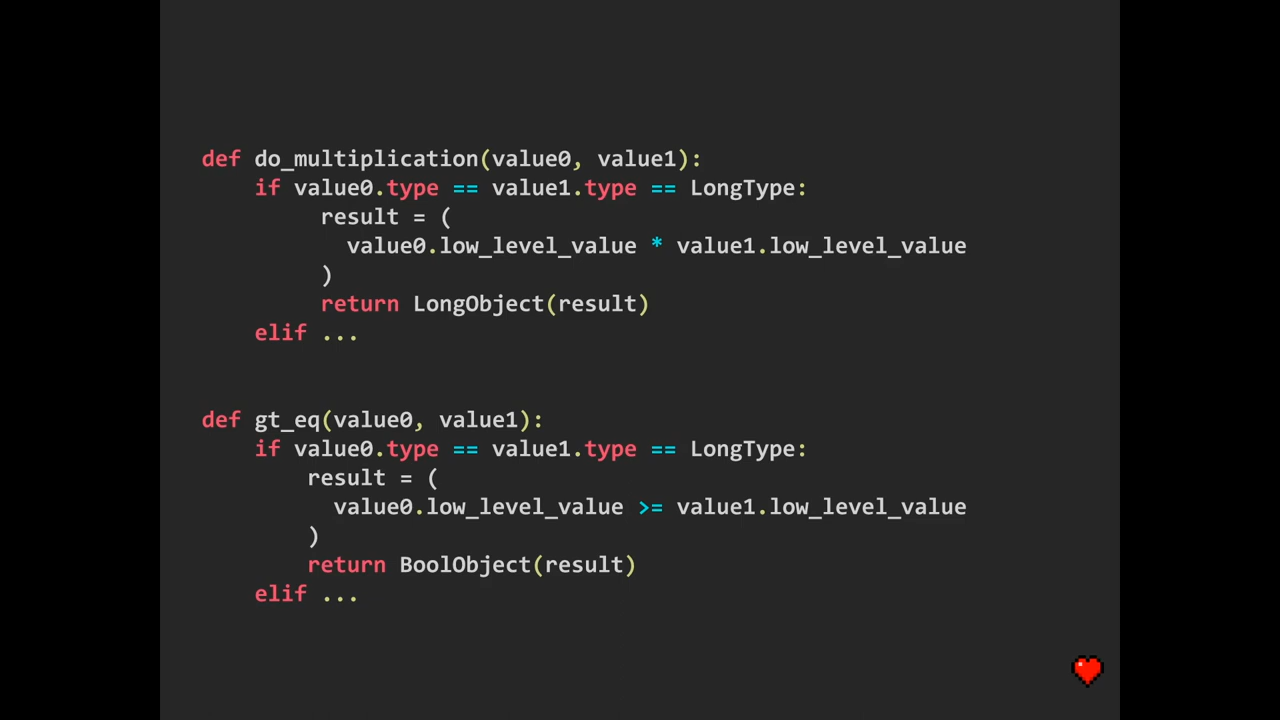 def do_multiplication(value0, value1):
    if value0.type == value1.type == LongType:
         result = (
           value0.low_level_value * value1.low_level_value
         )
         return LongObject(result)
    elif ...
def gt_eq(value0, value1):
    if value0.type == value1.type == LongType:
        result = (
          value0.low_level_value >= value1.low_level_value
        )
        return BoolObject(result)
    elif ...